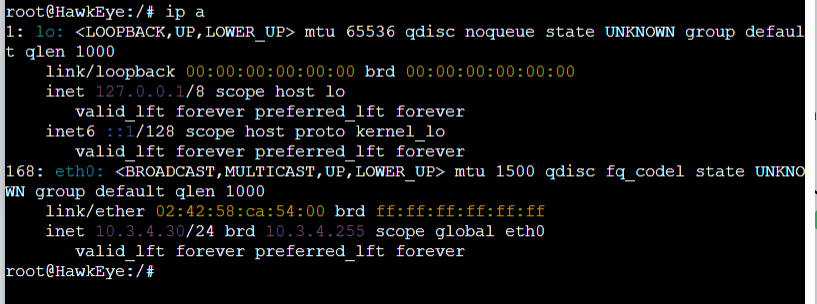 root@HawkEye:/# ip a
1: lo: <LOOPBACK,UP,LOWER_UP> mtu 65536 qdisc noqueue state UNKNOWN group defaul
t qlen 1000
    link/loopback 00:00:00:00:00:00 brd 00:00:00:00:00:00
    inet 127.0.0.1/8 scope host lo
       valid_lft forever preferred_lft forever
    inet6 ::1/128 scope host proto kernel_lo
       valid_lft forever preferred_lft forever
168: eth0: <BROADCAST,MULTICAST,UP,LOWER_UP> mtu 1500 qdisc fq_codel state UNKNO
WN group default qlen 1000
    link/ether 02:42:58:ca:54:00 brd ff:ff:ff:ff:ff:ff
    inet 10.3.4.30/24 brd 10.3.4.255 scope global eth0
       valid_lft forever preferred_lft forever
root@HawkEye:/#